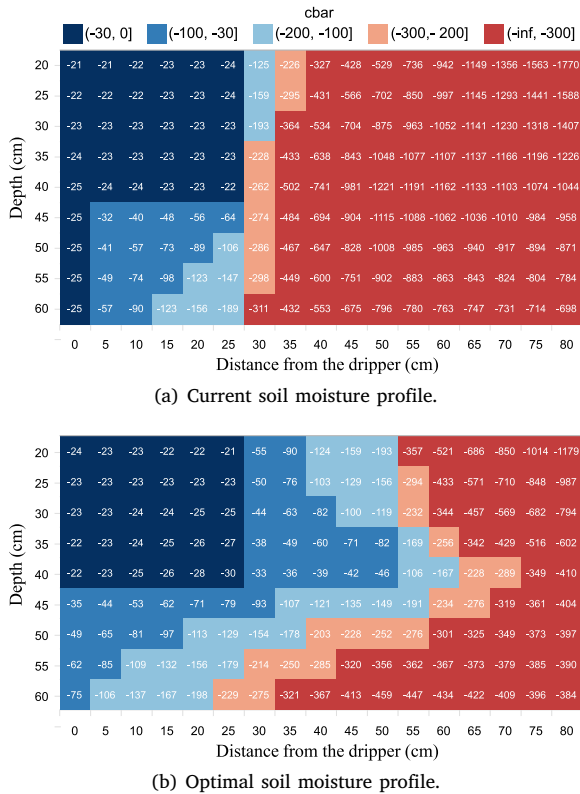 cbar
(-30, 0] (-100, -30] (-200, -100] (-300,- 200] (-inf, -300]
20 -21 -21 -22 -23 -23 -24 -125 -226 -327 -428 -529 -736 -942 -1149 -1356 -1563 -1770
25 -22 -22 -22 -23 -23 -24 -159 -295 -431 -566 -702 -850 -997 -1145 -1293 -1441 -1588
30 -23 -23 -23 -23 -23 -23 -193 -364 -534 -704 -875 -963 -1052 -1141 -1230 -1318 -1407
35 -24 -23 -23 -23 -23 -22 -228 -433 -638 -843 -1048 -1077 -1107 -1137 -1166 -1196 -1226
40 -25 -24 -24 -23 -23 -22 -262 -502 -741 -981 -1221 -1191 -1162 -1133 -1103 -1074 -1044
45 -25 -32 -40 -48 -56 -64 -274 -484 -694 -904 -1115 -1088 -1062 -1036 -1010 -984 -958
50 -25 -41 -57 -73 -89 -106 -286 -467 -647 -828 -1008 -985 -963 -940 -917 -894 -871
55 -25 -49 -74 -98 -123 -147 -298 -449 -600 -751 -902 -883 -863 -843 -824 -804 -784
60 -25 -57 -90 -123 -156 -189 -311 -432 -553 -675 -796 -780 -763 -747 -731 -714 -698
0 5 10 15 20 25 30 35 40 45 50 55 60 65 70 75 80
Depth (cm)
Distance from the dripper (cm)
(a) Current soil moisture profile.
20 -24 -23 -23 -22 -22 -21 -55 -90 -124 -159 -193 -357 -521 -686 -850 -1014 -1179
25 -23 -23 -23 -23 -23 -23 -50 -76 -103 -129 -156 -294 -433 -571 -710 -848 -987
30 -23 -23 -24 -24 -25 -25 -44 -63 -82 -100 -119 -232 -344 -457 -569 -682 -794
35 -22 -23 -24 -25 -26 -27 -38 -49 -60 -71 -82 -169 -256 -342 -429 -516 -602
40 -22 -23 -25 -26 -28 -30 -33 -36 -39 -42 -46 -106 -167 -228 -289 -349 -410
45 -35 -44 -53 -62 -71 -79 -93 -107 -121 -135 -149 -191 -234 -276 -319 -361 -404
50 -49 -65 -81 -97 -113 -129 -154 -178 -203 -228 -252 -276 -301 -325 -349 -373 -397
55 -62 -85 -109 -132 -156 -179 -214 -250 -285 -320 -356 -362 -367 -373 -379 -385 -390
60 -75 -106 -137 -167 -198 -229 -275 -321 -367 -413 -459 -447 -434 -422 -409 -396 -384
0 5 10 15 20 25 30 35 40 45 50 55 60 65 70 75 80
Depth (cm)
Distance from the dripper (cm)
(b) Optimal soil moisture profile.